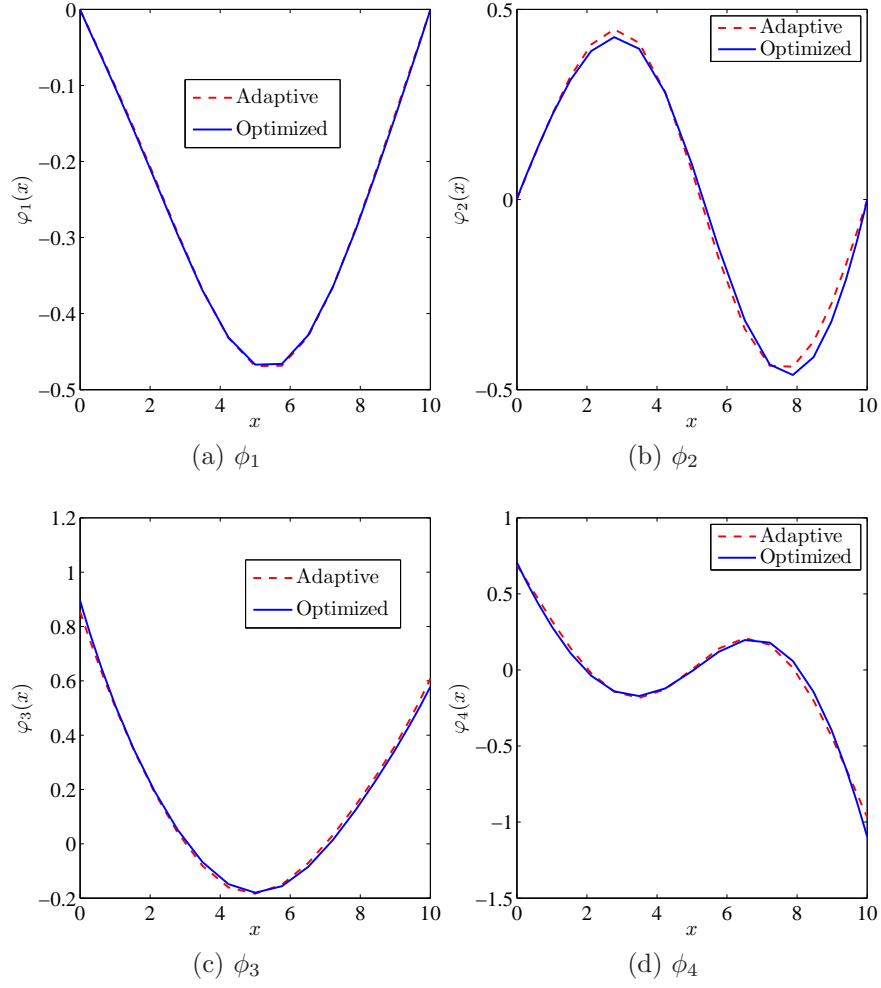 0
−0.1
−0.2
−0.3
−0.4
−0.5
φ1(x)
Adaptive
Optimized
0 2 4 6 8 10
x
(a) ϕ1
0.5
0
−0.5
φ2(x)
Adaptive
Optimized
0 2 4 6 8 10
x
(b) ϕ2
1.2
1
0.8
0.6
0.4
0.2
0
−0.2
φ3(x)
Adaptive
Optimized
0 2 4 6 8 10
x
(c) ϕ3
1
0.5
0
−0.5
−1
−1.5
φ4(x)
Adaptive
Optimized
0 2 4 6 8 10
x
(d) ϕ4